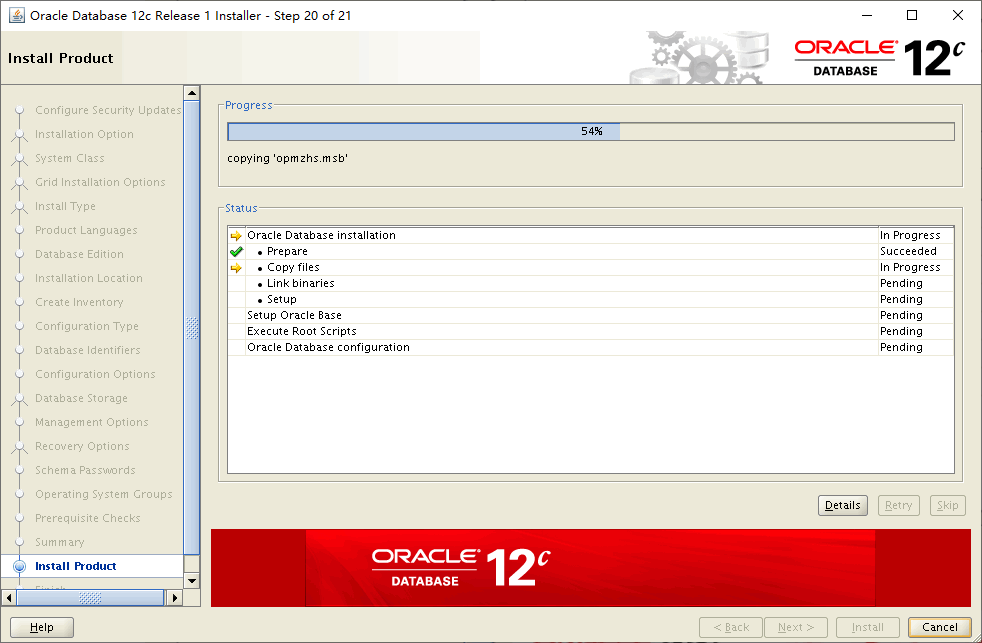 Oracle Database 12c Release 1 Installer - Step 20 of 21
Install Product
ORACLE
DATABASE 12c
Configure Security Updates
Installation Option
System Class
Grid Installation Options
Install Type
Product Languages
Database Edition
Installation Location
Create Inventory
Configuration Type
Database Identifiers
Configuration Options
Database Storage
Management Options
Recovery Options
Schema Passwords
Operating System Groups
Prerequisite Checks
Summary
Install Product
Finish
Progress
54%
copying 'opmzhs.msb'
Status
Oracle Database installation In Progress
• Prepare Succeeded
• Copy files In Progress
• Link binaries Pending
• Setup Pending
Setup Oracle Base Pending
Execute Root Scripts Pending
Oracle Database configuration Pending
Details Retry Skip
ORACLE
DATABASE 12c
Help < Back Next > Install Cancel